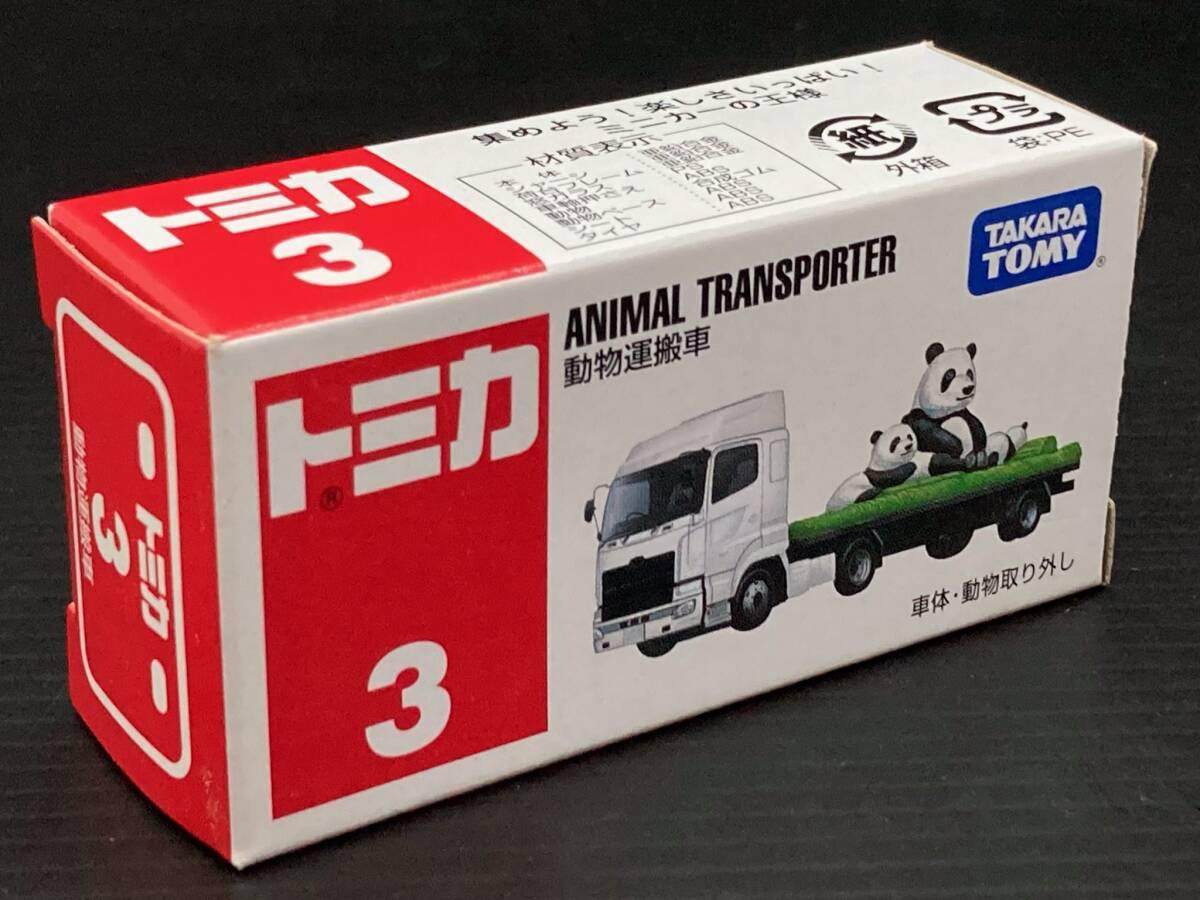 集めよう！楽しさいっぱい！
ミニカーの王様
材質表示
ABS
紙
外箱
プラ
袋:PE
トミカ
3
TAKARA
TOMY
®
ANIMAL TRANSPORTER
動物運搬車
トミカ
®
3
車体・動物取り外し
トミカ
3
動物運搬車